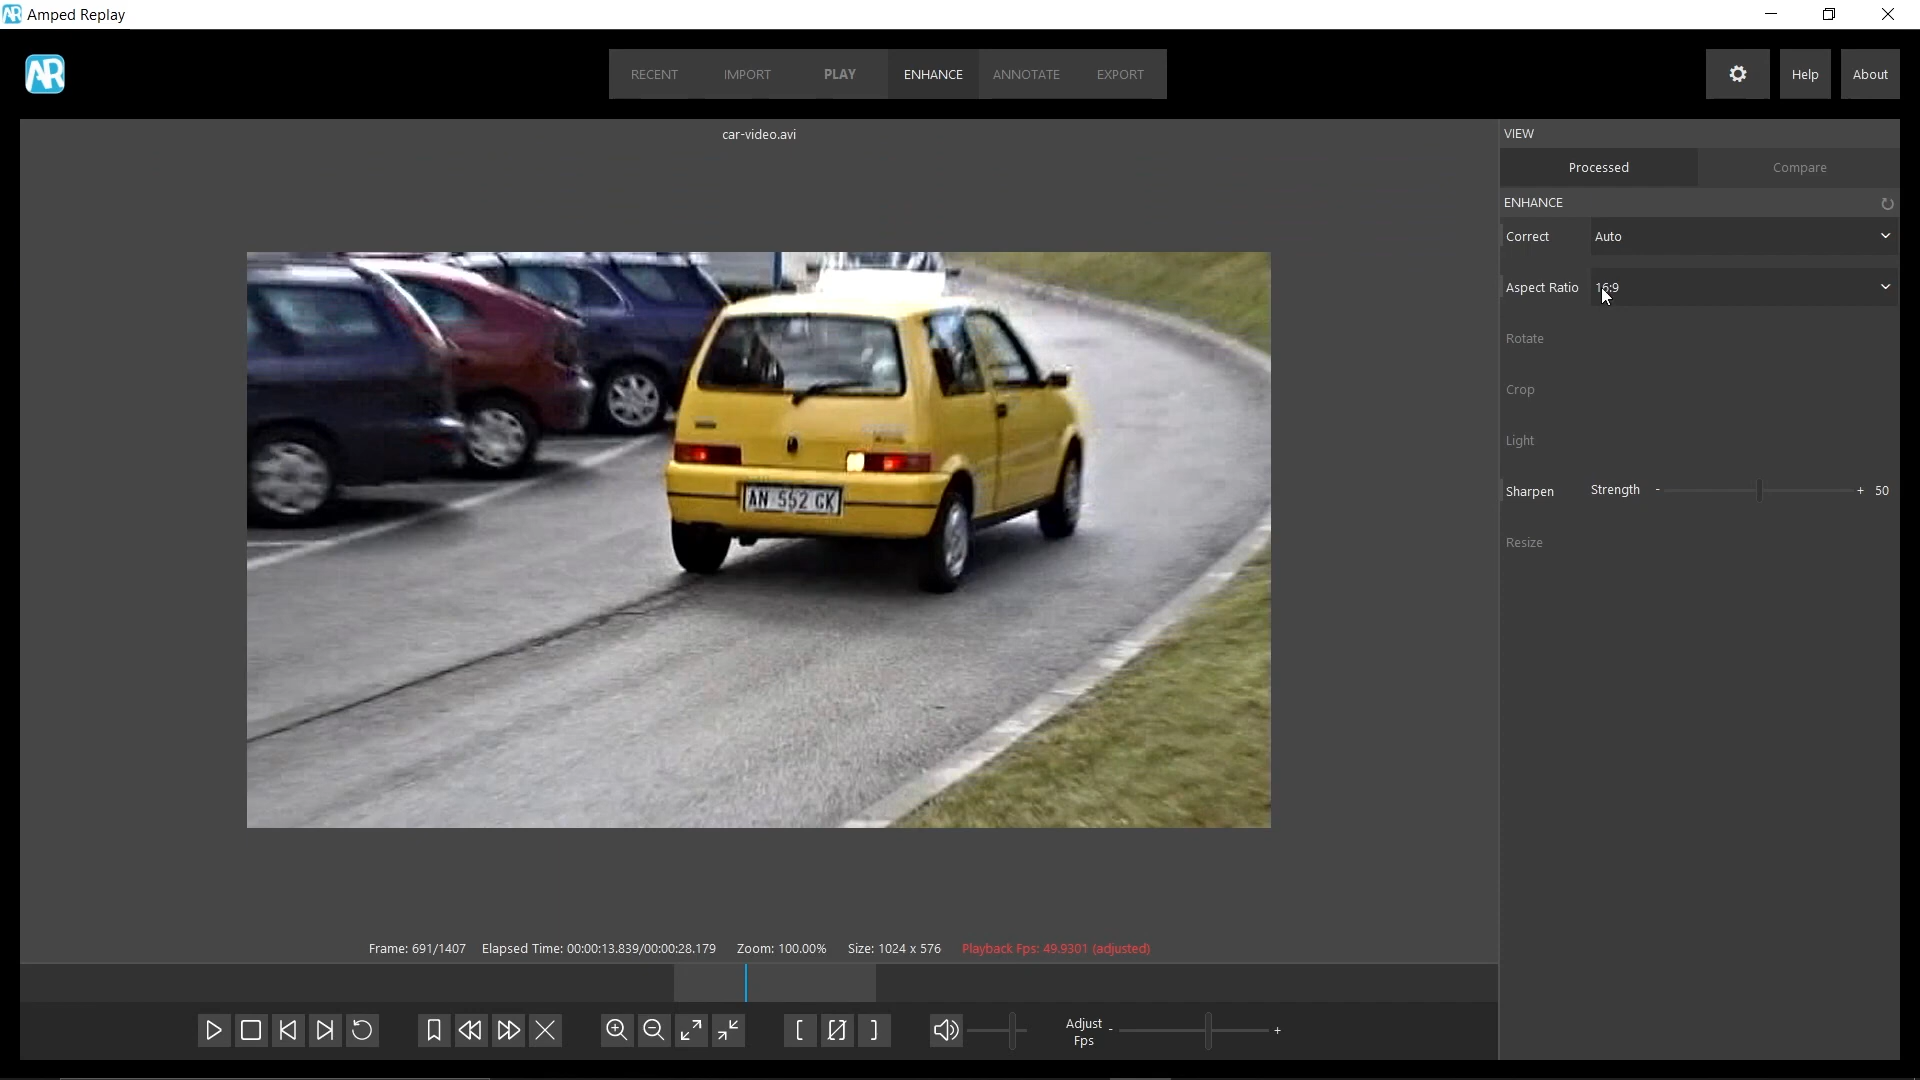 Amped Replay
RECENT IMPORT PLAY ENHANCE ANNOTATE EXPORT
Help About
car-video.avi
VIEW
Processed Compare
ENHANCE
Correct Auto
Aspect Ratio 16:9
Rotate
Crop
Light
Sharpen Strength - + 50
Resize
AN 552 GK
Frame: 691/1407 Elapsed Time: 00:00:13.839/00:00:28.179 Zoom: 100.00% Size: 1024 x 576 Playback Fps: 49.9301 (adjusted)
Adjust Fps - +